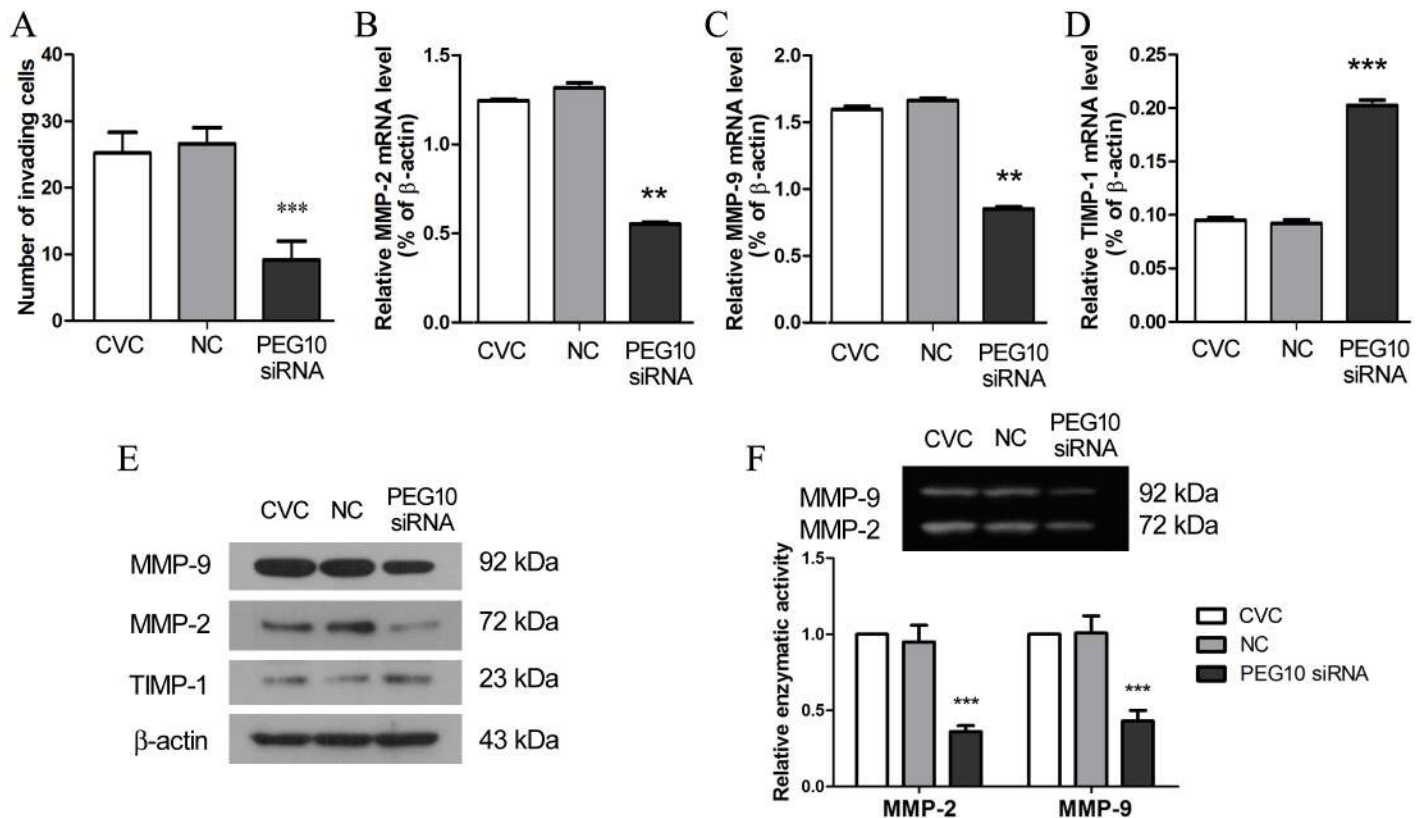 A
Number of invading cells
40
30
20
10
0
CVC
NC
PEG10
siRNA
***
B
Relative MMP-2 mRNA level
(% of β-actin)
1.5
1.0
0.5
0.0
CVC
NC
PEG10
siRNA
**
C
Relative MMP-9 mRNA level
(% of β-actin)
2.0
1.5
1.0
0.5
0.0
CVC
NC
PEG10
siRNA
**
D
Relative TIMP-1 mRNA level
(% of β-actin)
0.25
0.20
0.15
0.10
0.05
0.00
CVC
NC
PEG10
siRNA
***
E
CVC NC PEG10
siRNA
MMP-9 92 kDa
MMP-2 72 kDa
TIMP-1 23 kDa
β-actin 43 kDa
F
CVC NC PEG10
siRNA
MMP-9 92 kDa
MMP-2 72 kDa
Relative enzymatic activity
1.5
1.0
0.5
0.0
***
***
MMP-2
MMP-9
CVC
NC
PEG10 siRNA